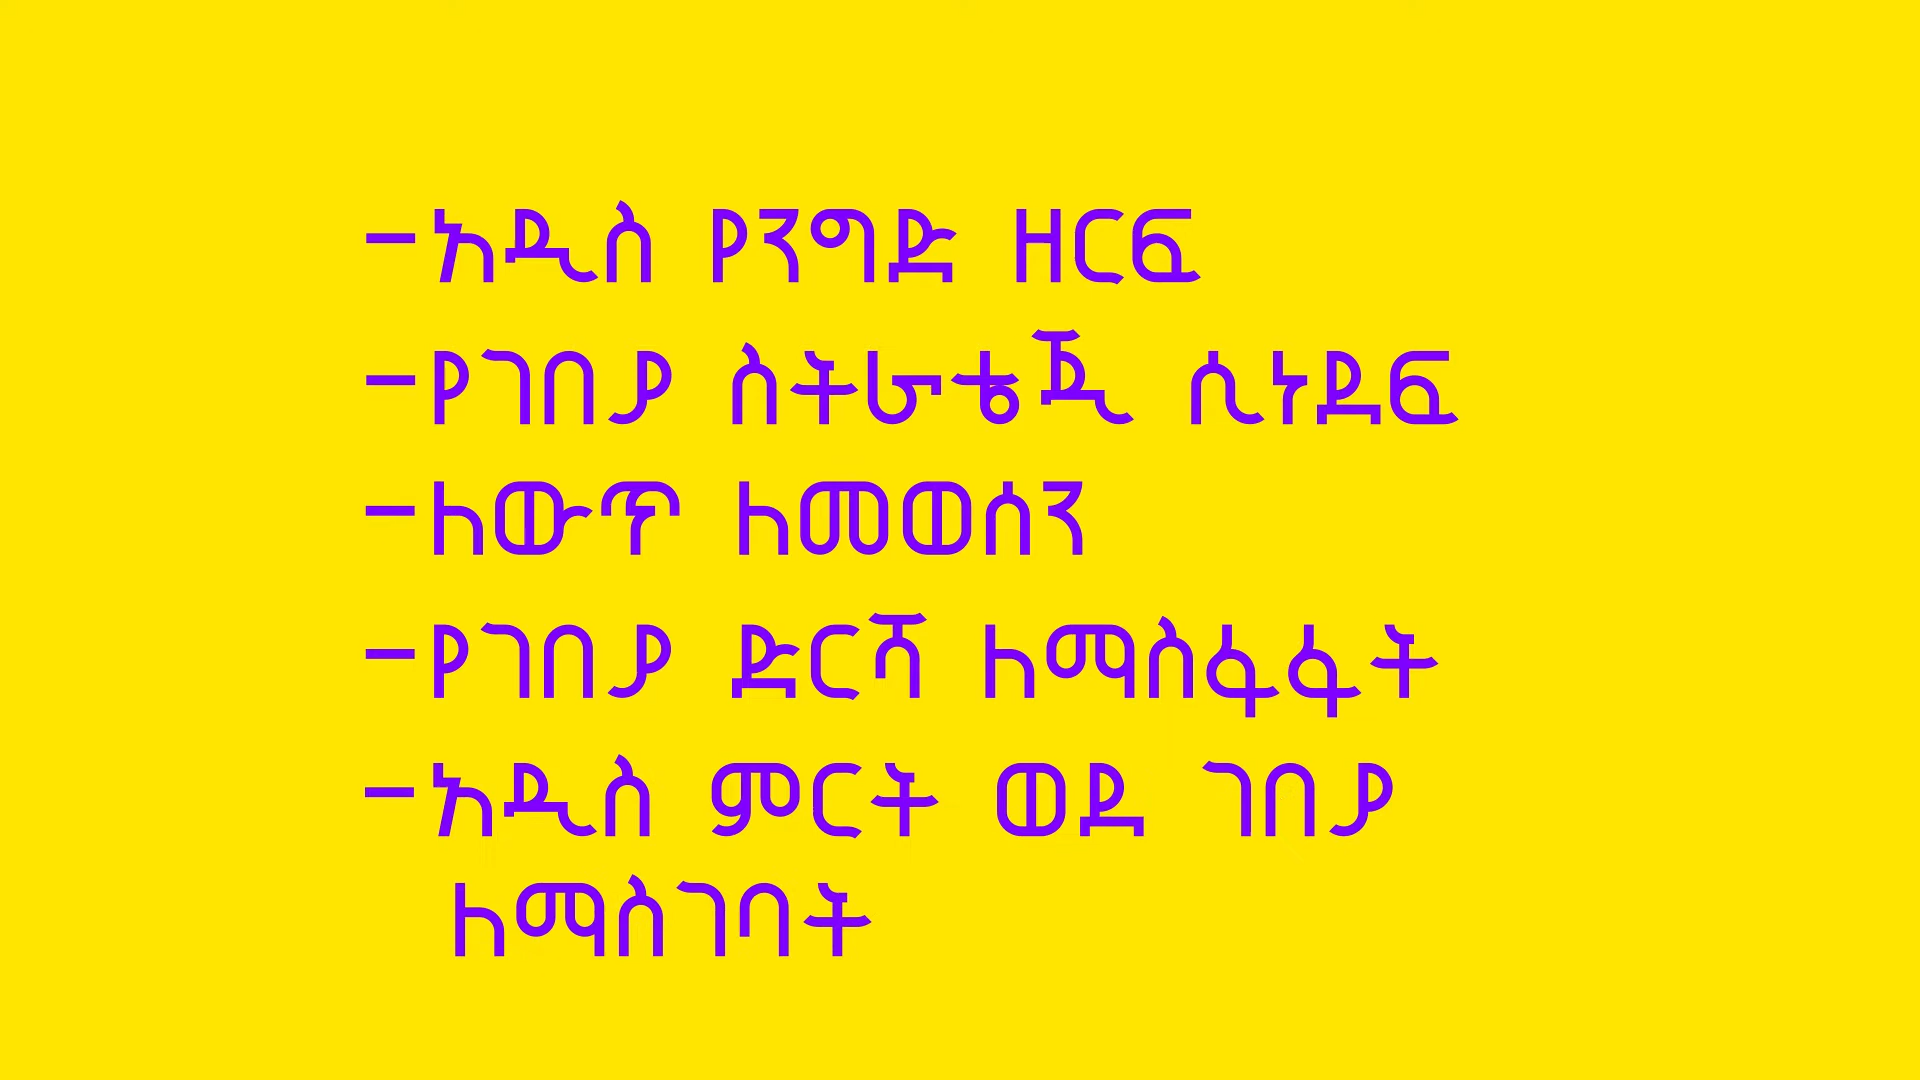 -አዲስ የንግድ ዘርፍ
-የገበያ ስትራቴጂ ሲነደፍ
-ለውጥ ለመወሰን
-የገበያ ድርሻ ለማስፋፋት
-አዲስ ምርት ወደ ገበያ
ለማስገባት